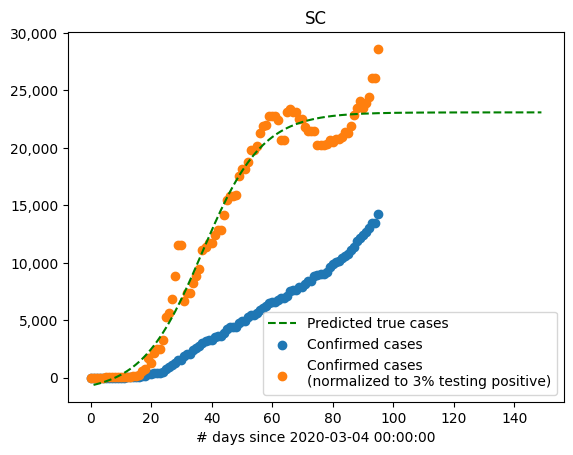 SC
30,000
25,000
20,000
15,000
10,000
5,000
0
Predicted true cases
Confirmed cases
Confirmed cases
(normalized to 3% testing positive)
0 20 40 60 80 100 120 140
# days since 2020-03-04 00:00:00